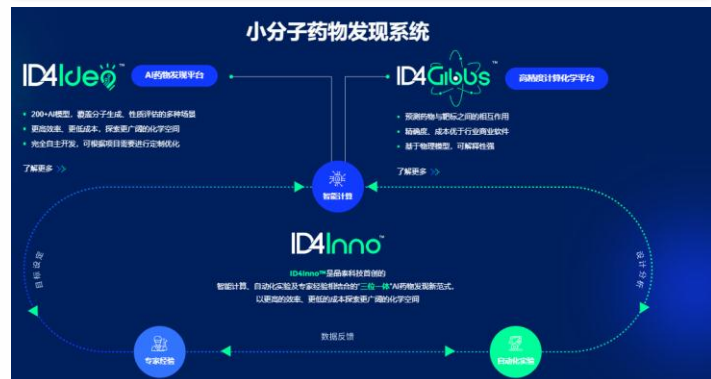 小分子药物发现系统
ID4Idea™
AI药物发现平台
• 200+AI模型，覆盖分子生成、性质评估的多种场景
• 更高效率、更低成本、探索更广阔的化学空间
• 完全自主开发，可根据项目需要进行定制优化
了解更多 >>
ID4Gibbs™
高精度计算化学平台
• 预测药物与靶标之间的相互作用
• 精确度、成本优于行业商业软件
• 基于物理模型，可解释性强
了解更多 >>
智能计算
目标设定
设计分析
ID4Inno™
ID4Inno™是晶泰科技首创的
智能计算、自动化实验及专家经验相结合的“三位一体”AI药物发现新范式。
以更高的效率、更低的成本探索更广阔的化学空间
数据反馈
专家经验
自动化实验